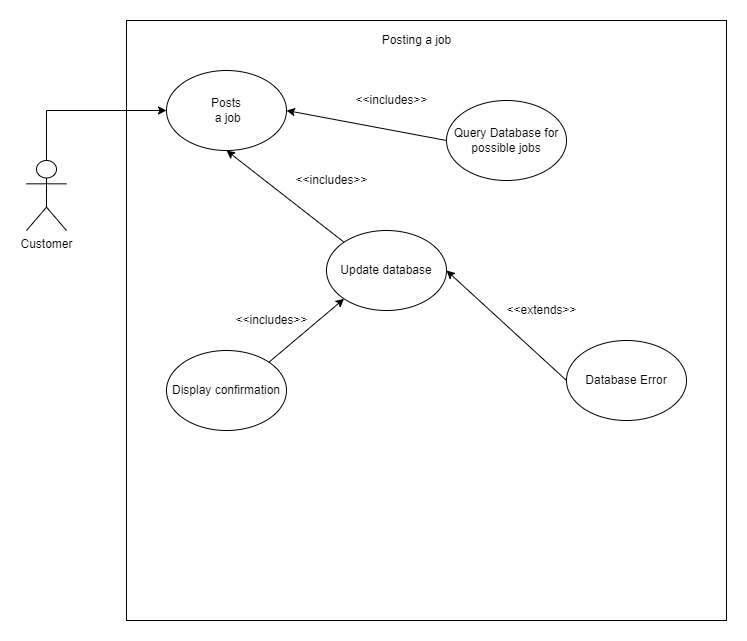 Posting a job
Posts
a job
<<includes>>
Query Database for
possible jobs
<<includes>>
Customer
Update database
<<includes>>
<<extends>>
Display confirmation
Database Error